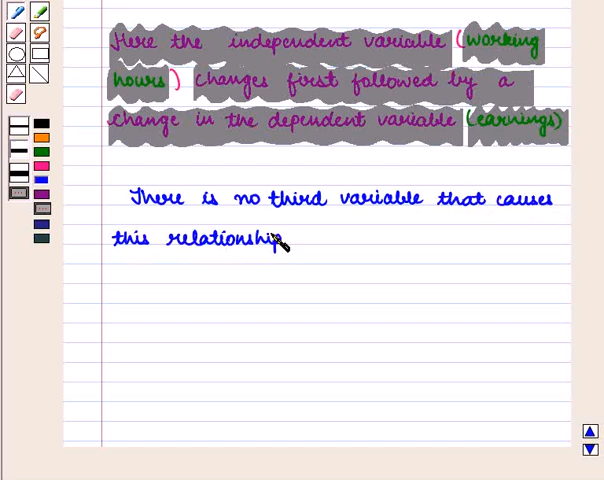 Here the independent variable (working
hours) changes first followed by a
change in the dependent variable (earnings)
There is no third variable that causes
this relationship